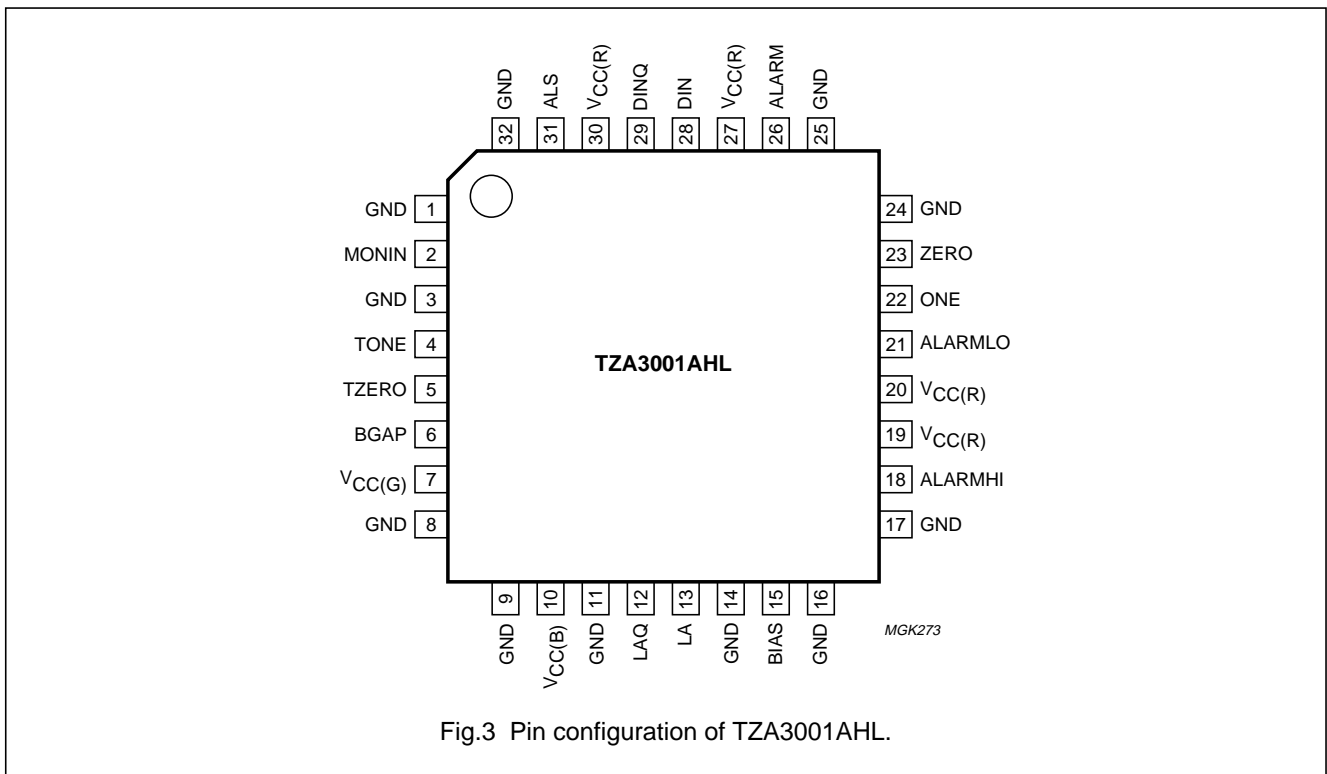 GND
ALS
VCC(R)
DINQ
DIN
VCC(R)
ALARM
GND
32
31
30
29
28
27
26
25
GND 1
MONIN 2
GND 3
TONE 4
TZERO 5
BGAP 6
VCC(G) 7
GND 8
TZA3001AHL
24 GND
23 ZERO
22 ONE
21 ALARMLO
20 VCC(R)
19 VCC(R)
18 ALARMHI
17 GND
9
10
11
12
13
14
15
16
GND
VCC(B)
GND
LAQ
LA
GND
BIAS
GND
MGK273
Fig.3 Pin configuration of TZA3001AHL.